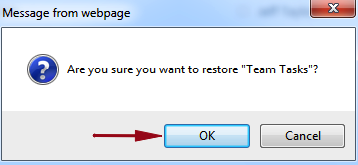 Message from webpage
Are you sure you want to restore "Team Tasks"?
OK
Cancel